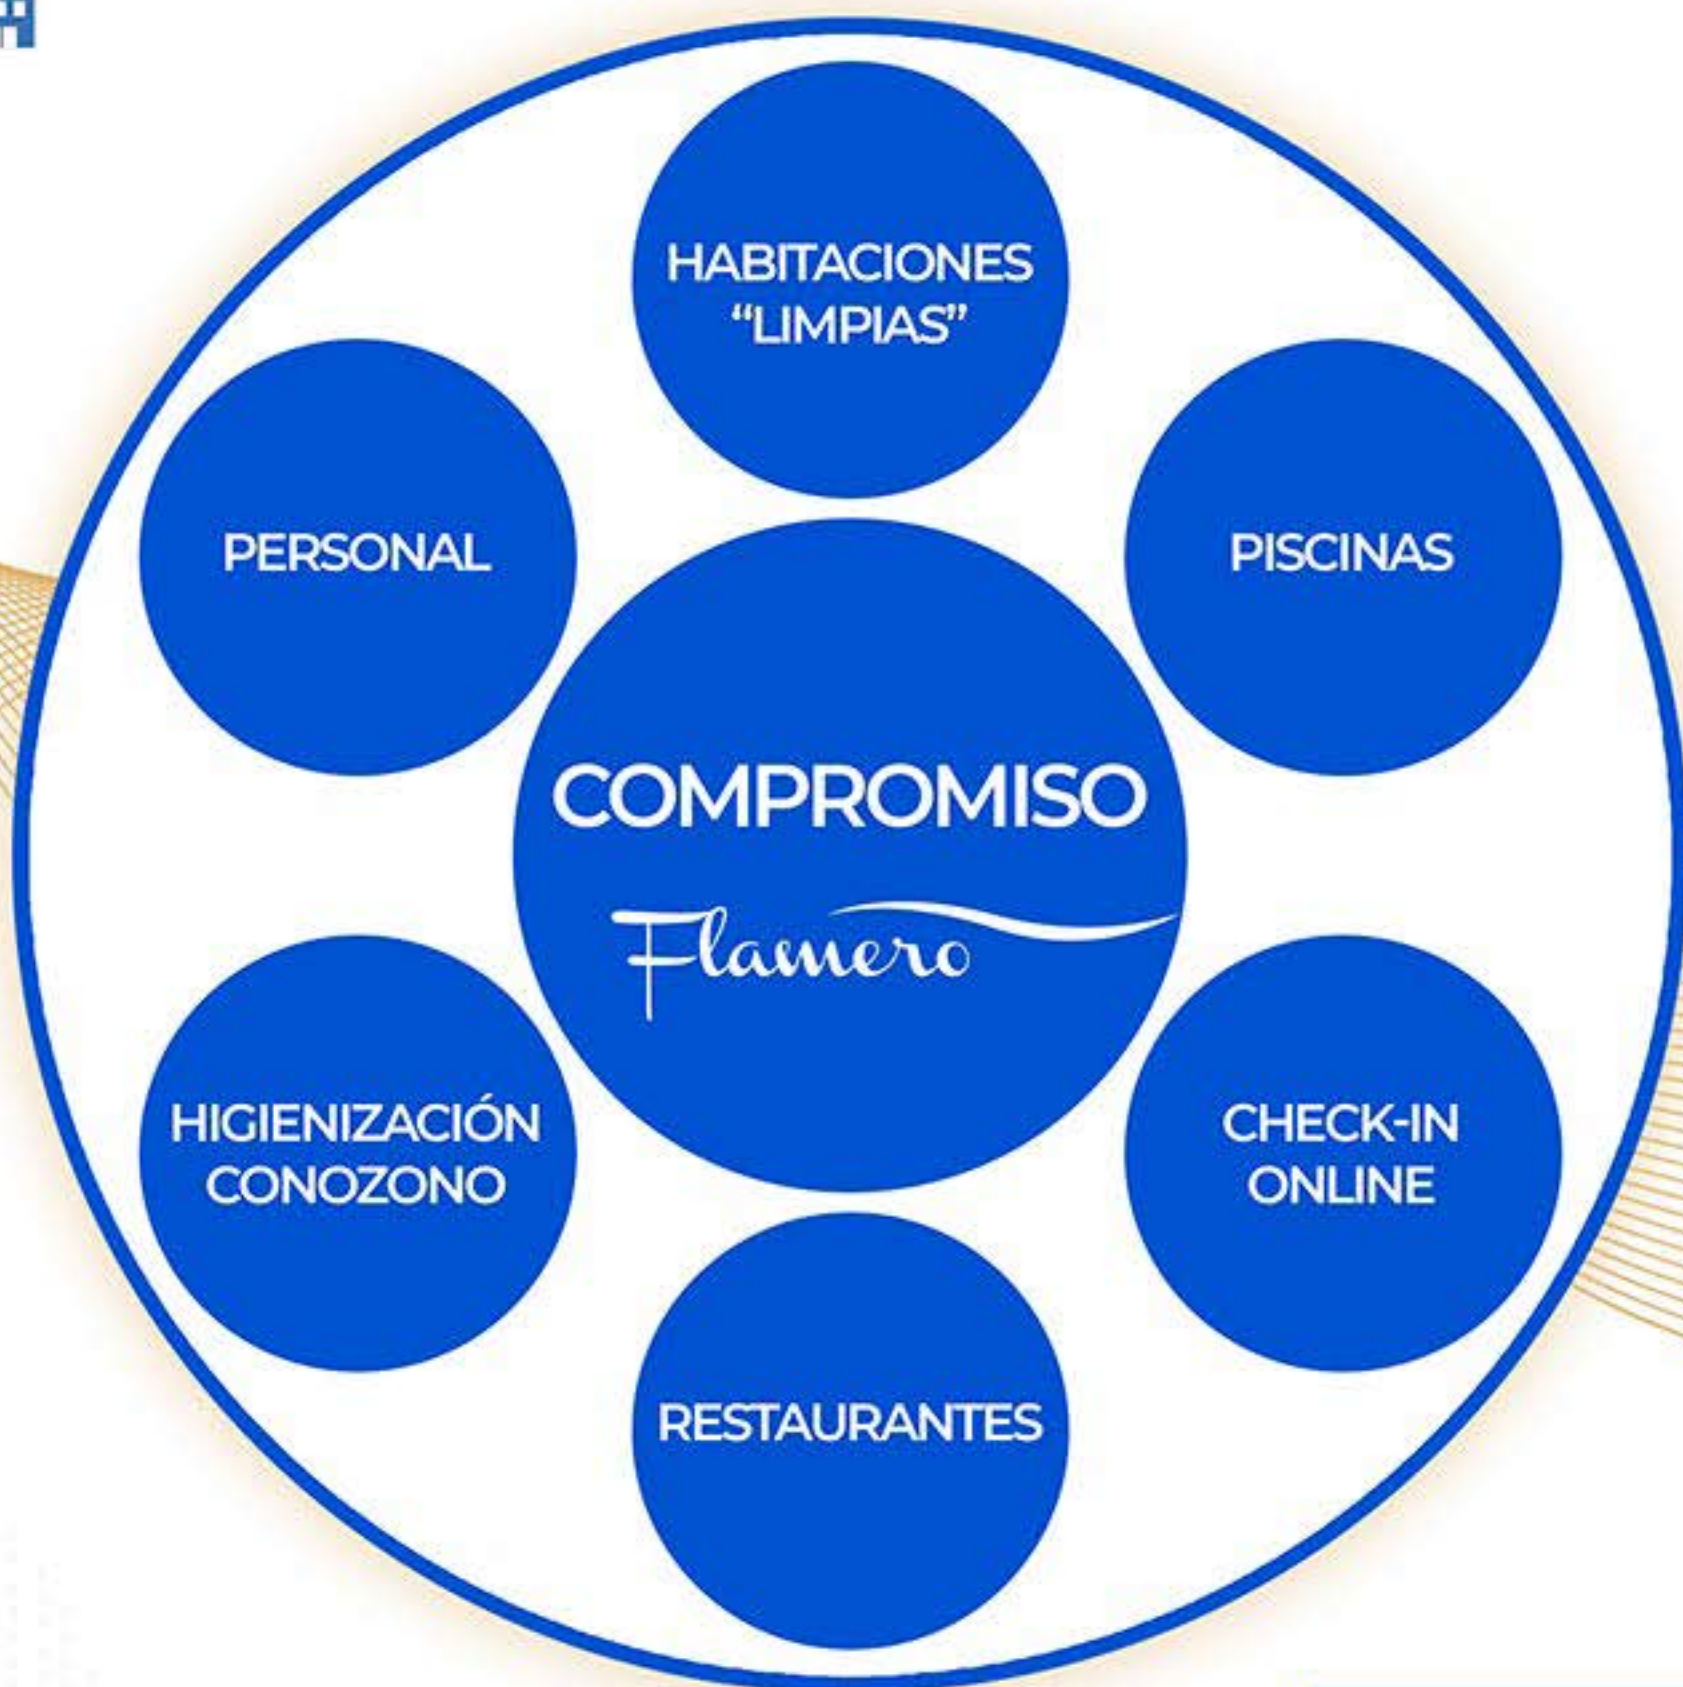 HABITACIONES
“LIMPIAS”
PERSONAL
PISCINAS
COMPROMISO
Flamero
HIGIENIZACIÓN
CONOZONO
CHECK-IN
ONLINE
RESTAURANTES